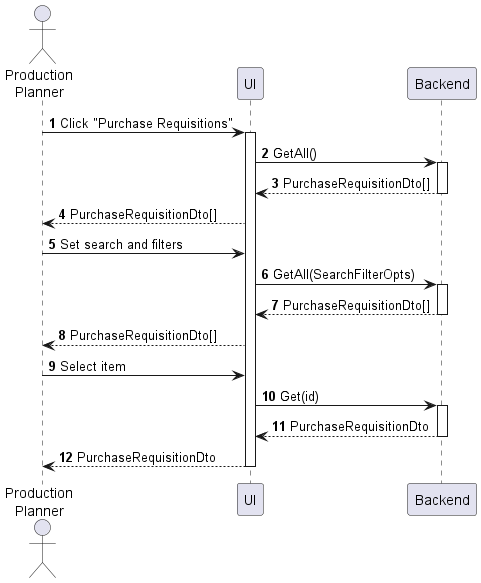 Production
Planner
UI
Backend
1 Click "Purchase Requisitions"
2 GetAll()
3 PurchaseRequisitionDto[]
4 PurchaseRequisitionDto[]
5 Set search and filters
6 GetAll(SearchFilterOpts)
7 PurchaseRequisitionDto[]
8 PurchaseRequisitionDto[]
9 Select item
10 Get(id)
11 PurchaseRequisitionDto
12 PurchaseRequisitionDto
Production
Planner
UI
Backend